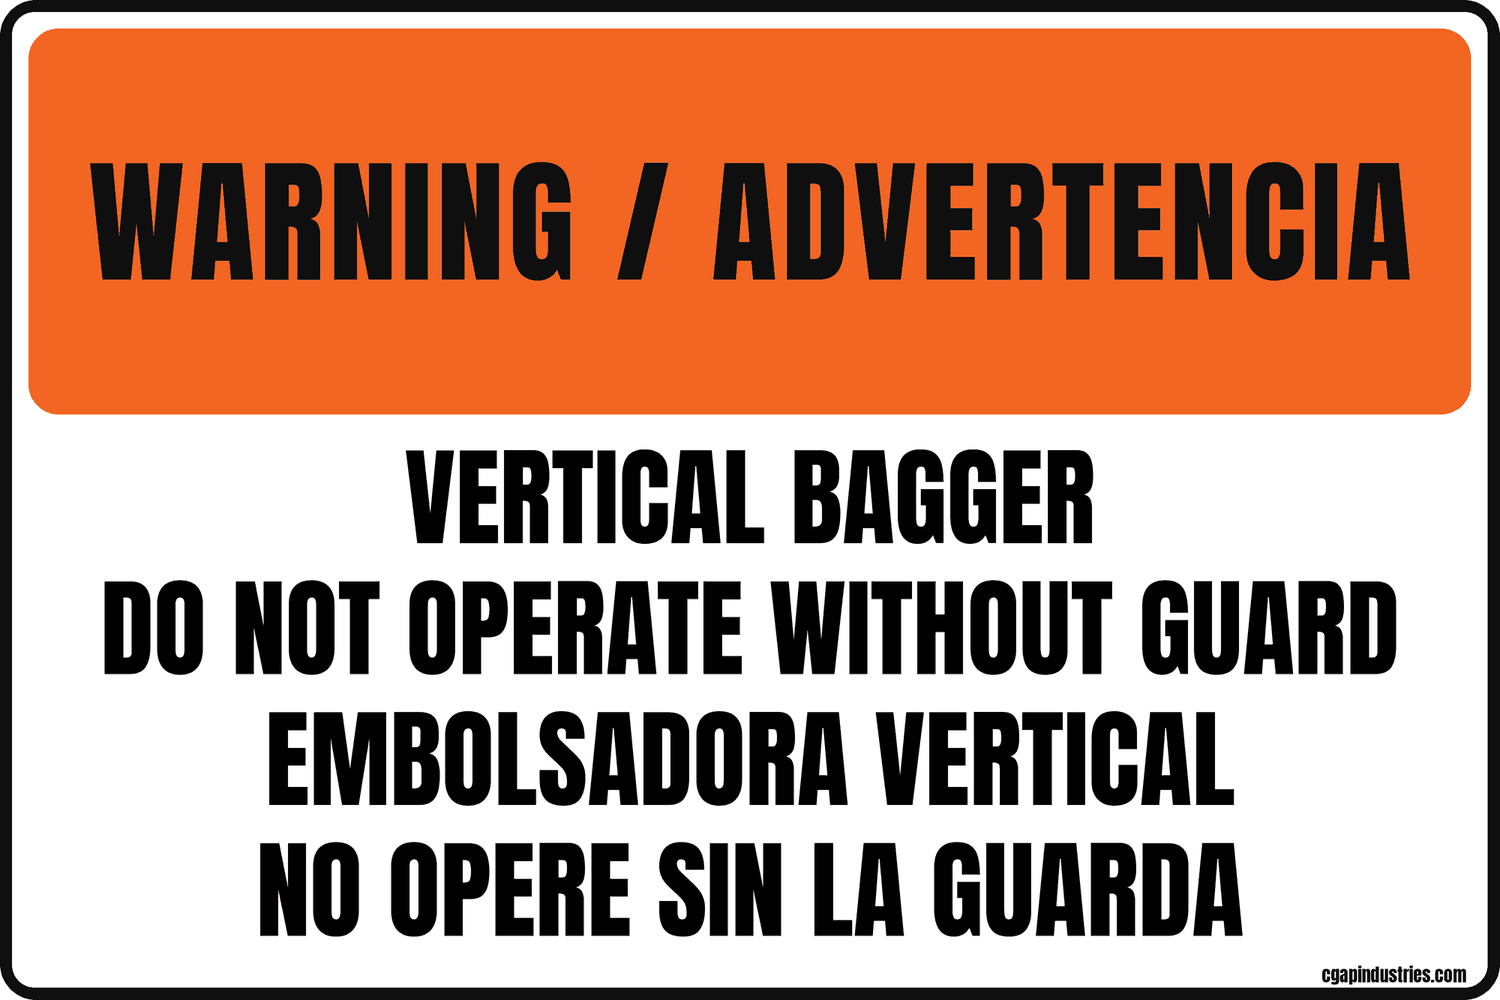 WARNING / ADVERTENCIA
VERTICAL BAGGER
DO NOT OPERATE WITHOUT GUARD
EMBOLSADORA VERTICAL
NO OPERE SIN LA GUARDA
cgapindustries.com